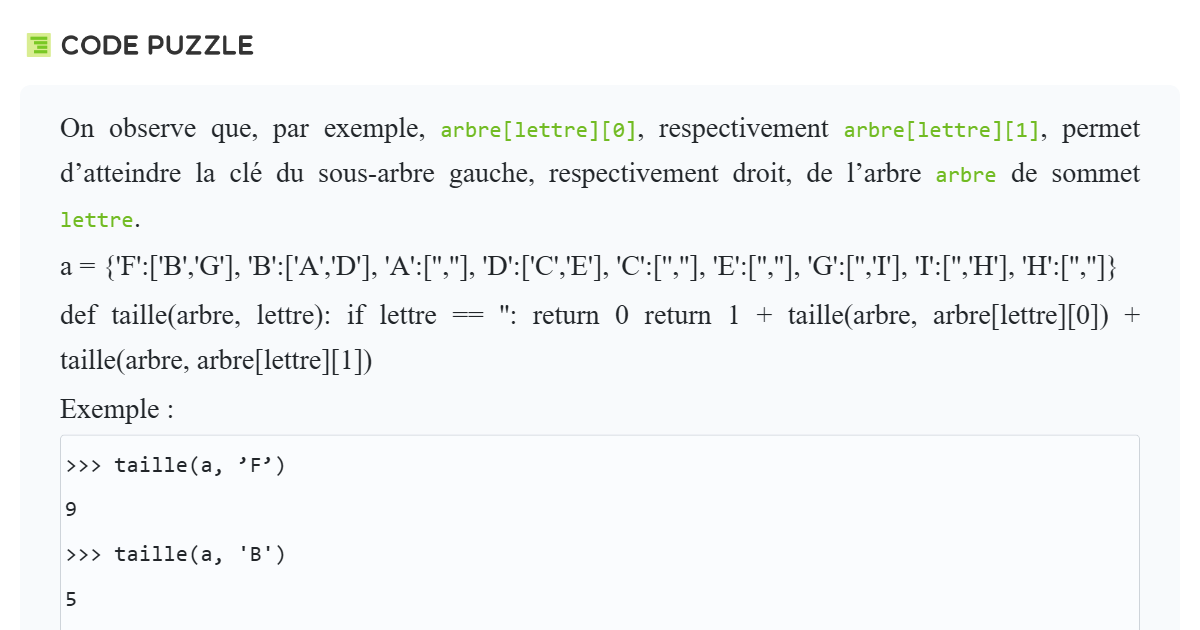 CODE PUZZLE
On observe que, par exemple, arbre[lettre][0], respectivement arbre[lettre][1], permet
d’atteindre la clé du sous-arbre gauche, respectivement droit, de l’arbre arbre de sommet
lettre.
a = {'F':['B','G'], 'B':['A','D'], 'A':['',''], 'D':['C','E'], 'C':['',''], 'E':['',''], 'G':['','I'], 'I':['','H'], 'H':['','']}
def taille(arbre, lettre): if lettre == '': return 0 return 1 + taille(arbre, arbre[lettre][0]) +
taille(arbre, arbre[lettre][1])
Exemple :
>>> taille(a, ’F’)
9
>>> taille(a, 'B')
5